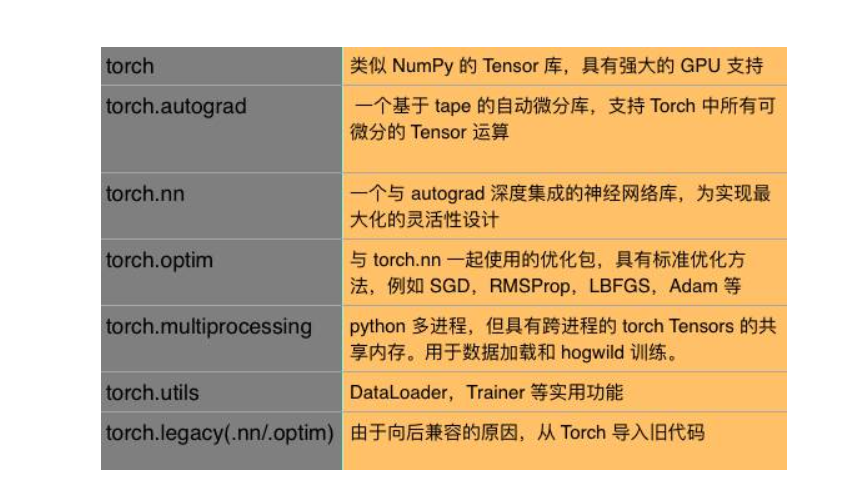 torch
类似 NumPy 的 Tensor 库，具有强大的 GPU 支持
torch.autograd
一个基于 tape 的自动微分库，支持 Torch 中所有可
微分的 Tensor 运算
torch.nn
一个与 autograd 深度集成的神经网络库，为实现最
大化的灵活性设计
torch.optim
与 torch.nn 一起使用的优化包，具有标准优化方
法，例如 SGD，RMSProp，LBFGS，Adam 等
torch.multiprocessing
python 多进程，但具有跨进程的 torch Tensors 的共
享内存。用于数据加载和 hogwild 训练。
torch.utils
DataLoader，Trainer 等实用功能
torch.legacy(.nn/.optim)
由于向后兼容的原因，从 Torch 导入旧代码